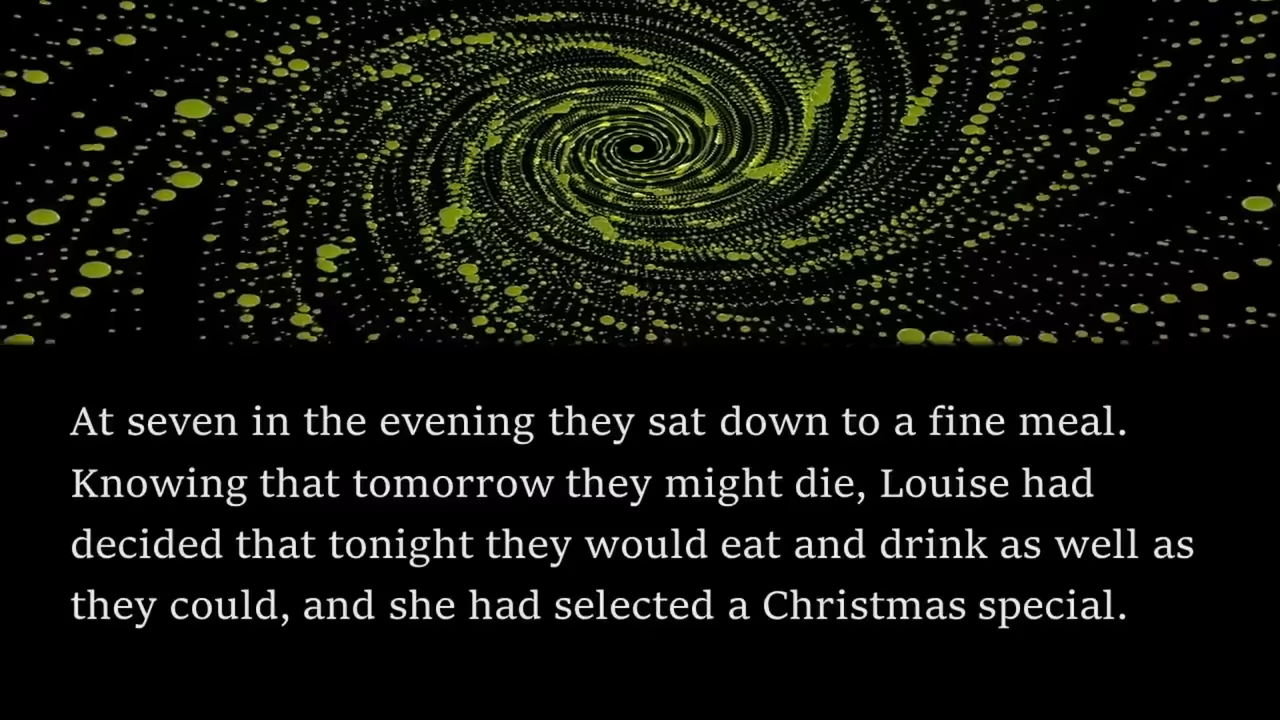 At seven in the evening they sat down to a fine meal.
Knowing that tomorrow they might die, Louise had
decided that tonight they would eat and drink as well as
they could, and she had selected a Christmas special.